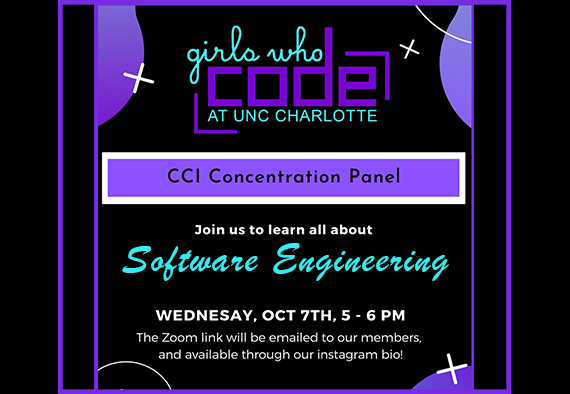 girls who
code
AT UNC CHARLOTTE
CCI Concentration Panel
Join us to learn all about
Software Engineering
WEDNESAY, OCT 7TH, 5 - 6 PM
The Zoom link will be emailed to our members,
and available through our instagram bio!